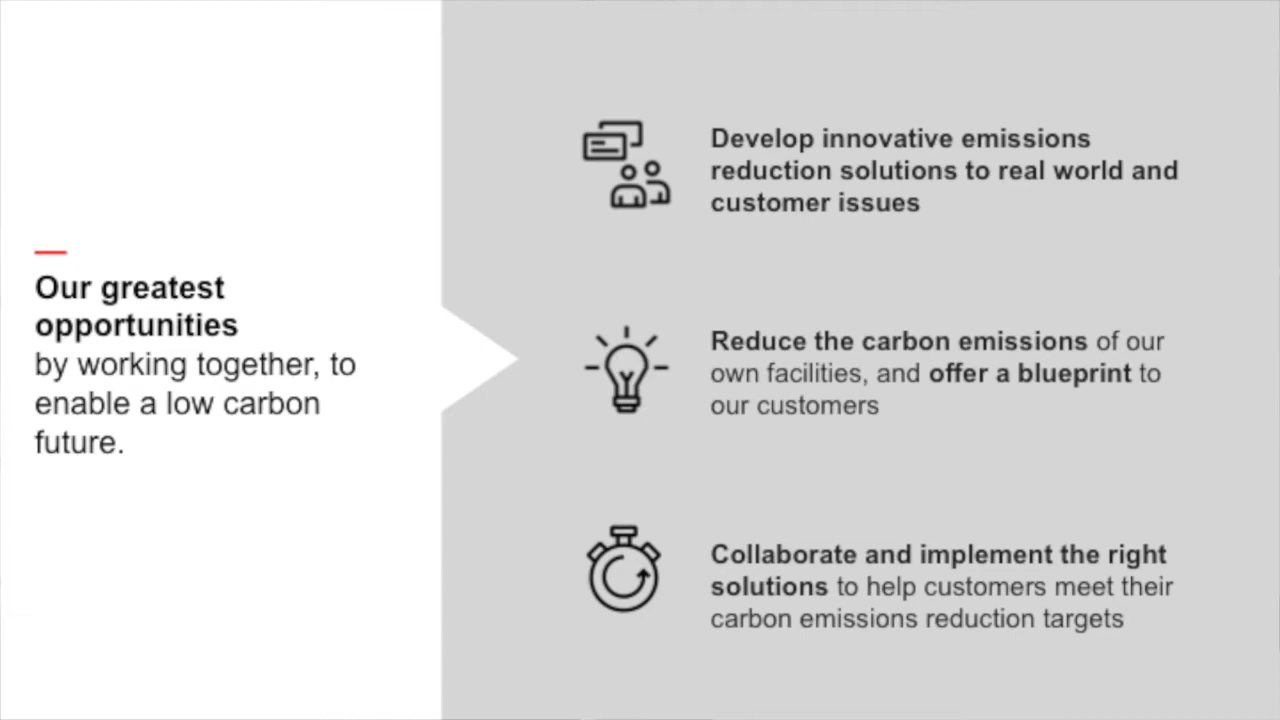 Our greatest
opportunities
by working together, to
enable a low carbon
future.
Develop innovative emissions
reduction solutions to real world and
customer issues
Reduce the carbon emissions of our
own facilities, and offer a blueprint to
our customers
Collaborate and implement the right
solutions to help customers meet their
carbon emissions reduction targets